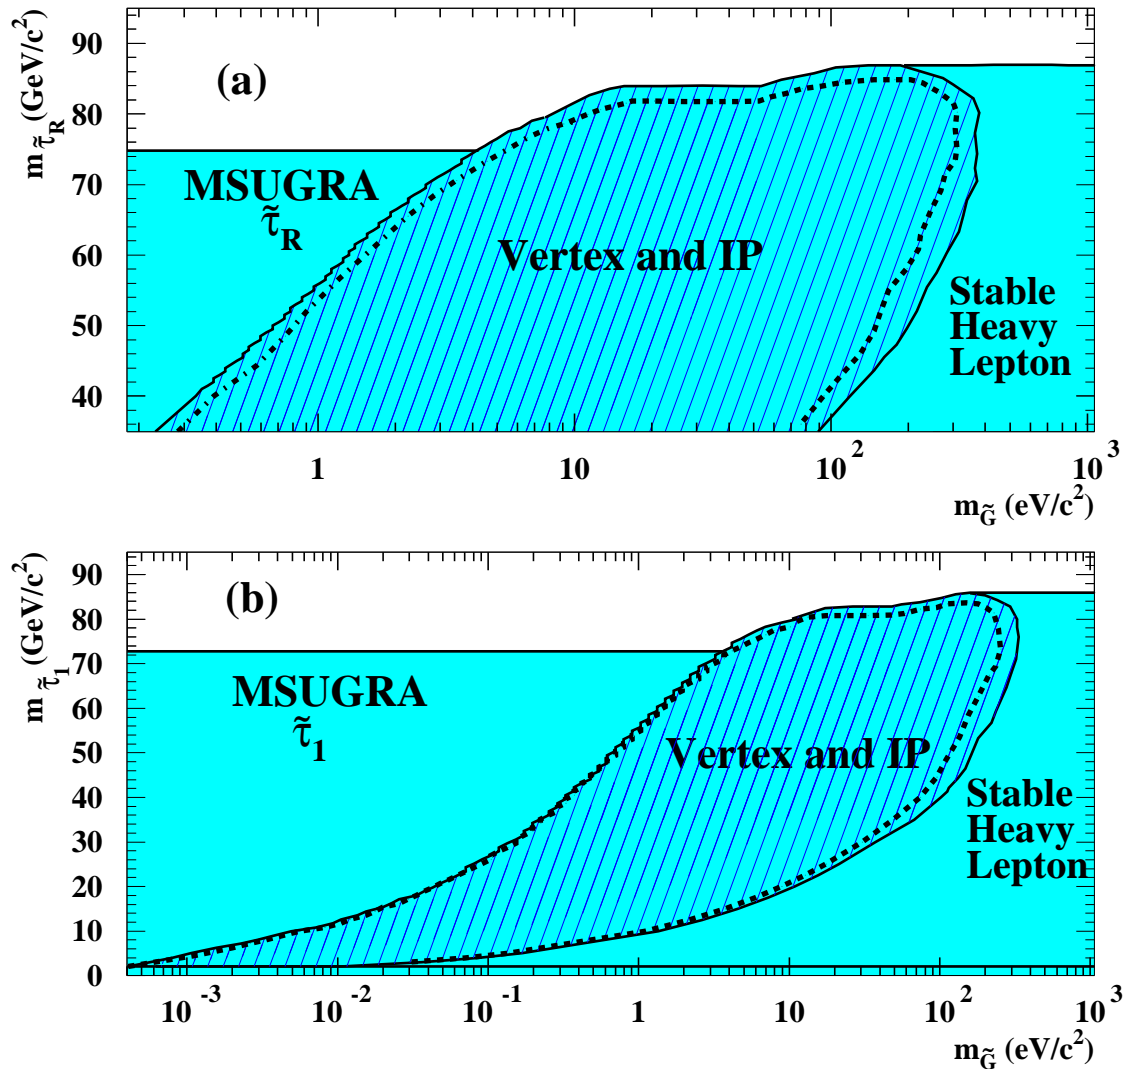 m τ̃R (GeV/c²)
90
80
70
60
50
40
(a)
MSUGRA
τ̃R
Vertex and IP
Stable
Heavy
Lepton
1 10 10² 10³
mG̃ (eV/c²)
m τ̃1 (GeV/c²)
90
80
70
60
50
40
30
20
10
0
(b)
MSUGRA
τ̃1
Vertex and IP
Stable
Heavy
Lepton
10⁻³ 10⁻² 10⁻¹ 1 10 10² 10³
mG̃ (eV/c²)